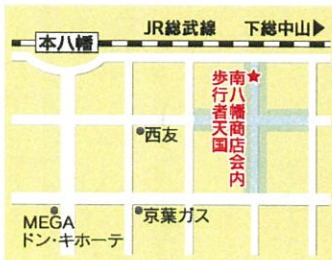 JR総武線 下総中山▶
本八幡
南八幡商店会内★
歩行者天国
西友
京葉ガス
MEGA
ドン・キホーテ